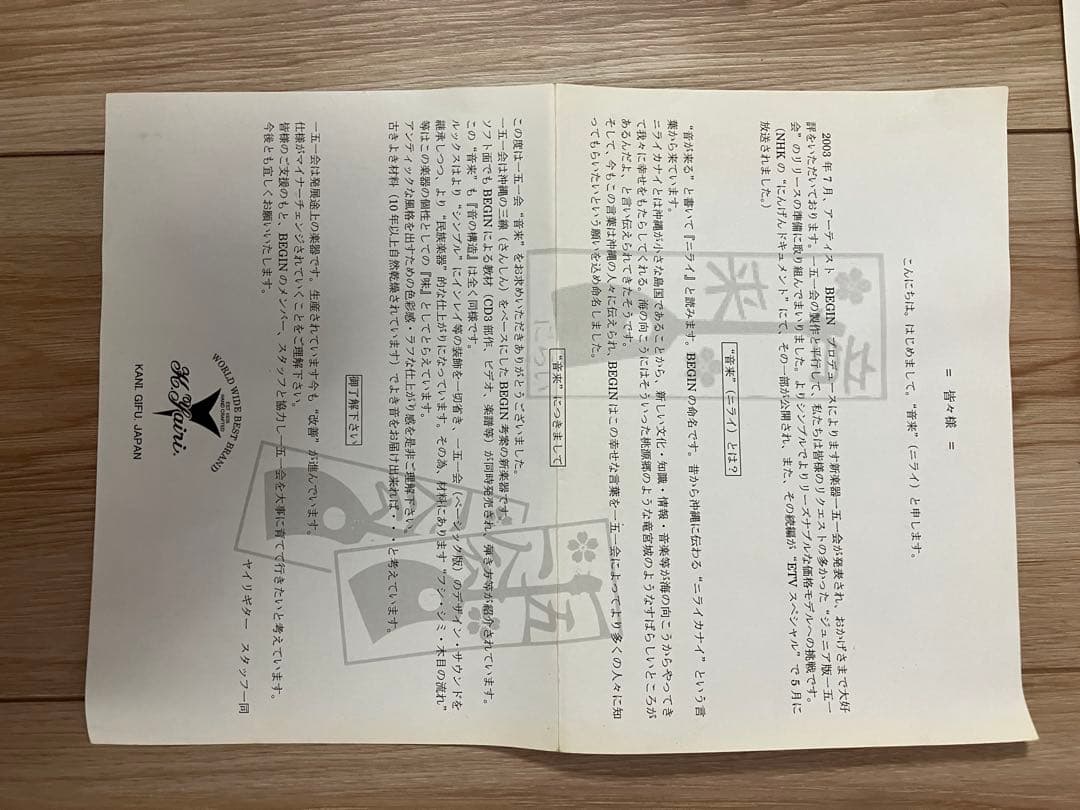 = 皆々様 =
こんにちは、はじめまして。"音来"（ニライ）と申します。
2003年7月、アーティスト BEGIN プロデュースによります新楽器一五一会が発表され、おかげさまで大好
評をいただいております。一五一会の製作と平行して、私たちは皆様のリクエストの多かった"ジュニア版一五一
会"のリリースの準備に取り組んでまいりました。よりシンプルでよりリーズナブルな価格モデルへの挑戦です。
（NHKの"にんげんドキュメント"にて、その一部が公開され、また、その続編が"ETVスペシャル"で5月に
放送されました。）
"音来"（ニライ）とは？
"音が来る"と書いて『ニライ』と読みます。BEGINの命名です。昔から沖縄に伝わる"ニライカナイ"という言
葉から来ています。
ニライカナイとは沖縄が小さな島国であることから、新しい文化・知識・情報・音楽等が海の向こうからやってき
て我々に幸せをもたらしてくれる。海の向こうにはそういった桃源郷のような竜宮城のようなすばらしいところが
あるんだよ、と言い伝えられてきたそうです。
そして、今もこの言葉は沖縄の人々に伝えられ、BEGINはこの幸せな言葉を一五一会によってより多くの人々に知
ってもらいたいという願いを込め命名しました。
"音来"につきまして
この度は一五一会"音来"をお求めいただきありがとうございました。
一五一会は沖縄の三線（さんしん）をベースにしたBEGIN考案の新楽器です。
ソフト面でもBEGINによる教材（CD3部作、ビデオ、楽譜等）が同時発売され、弾き方等が紹介されています。
この"音来"も『音の構造』は全く同様です。
ルックスはより"シンプル"にインレイ等の装飾を一切省き、一五一会（ベーシック版）のデザイン・サウンドを
継承しつつ、より"民族楽器"的な仕上がりになっています。その為、材料にあります"フシ・シミ・木目の流れ"
等はこの楽器の個性としての『味』としてとらえています。
アンティックな風格を出すための色彩感・ラフな仕上がり感を是非ご理解下さい。
古きよき材料（10年以上自然乾燥されています）でよき音をお届け出来れば・・・と考えています。
御了解下さい
一五一会は発展途上の楽器です。生産されています今も"改善"が進んでいます。
仕様がマイナーチェンジされていくことをご理解下さい。
皆様のご支援のもと、BEGINのメンバー、スタッフと協力し一五一会を大事に育てて行きたいと考えています。
今後とも宜しくお願いいたします。
ヤイリギター スタッフ一同
WORLD WIDE BEST BRAND
K.Yairi.
KANI, GIFU, JAPAN
音来
にらい
一五一会